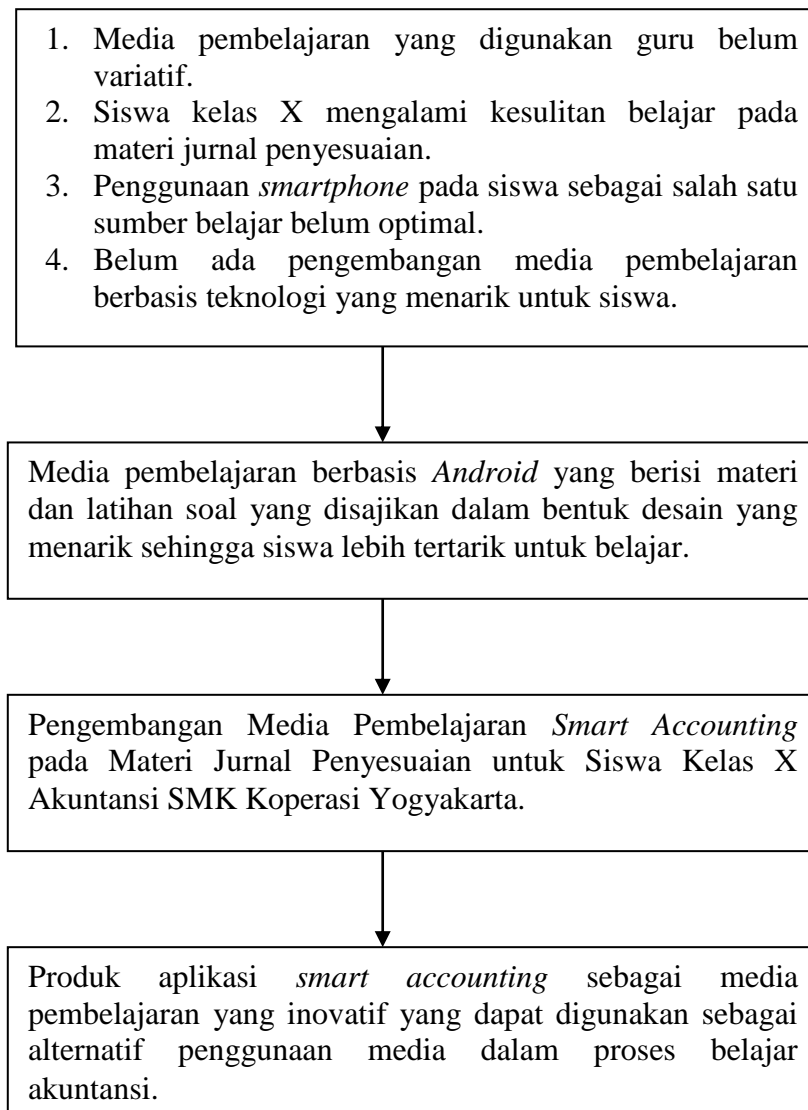 1. Media pembelajaran yang digunakan guru belum
variatif.
2. Siswa kelas X mengalami kesulitan belajar pada
materi jurnal penyesuaian.
3. Penggunaan smartphone pada siswa sebagai salah satu
sumber belajar belum optimal.
4. Belum ada pengembangan media pembelajaran
berbasis teknologi yang menarik untuk siswa.
Media pembelajaran berbasis Android yang berisi materi
dan latihan soal yang disajikan dalam bentuk desain yang
menarik sehingga siswa lebih tertarik untuk belajar.
Pengembangan Media Pembelajaran Smart Accounting
pada Materi Jurnal Penyesuaian untuk Siswa Kelas X
Akuntansi SMK Koperasi Yogyakarta.
Produk aplikasi smart accounting sebagai media
pembelajaran yang inovatif yang dapat digunakan sebagai
alternatif penggunaan media dalam proses belajar
akuntansi.